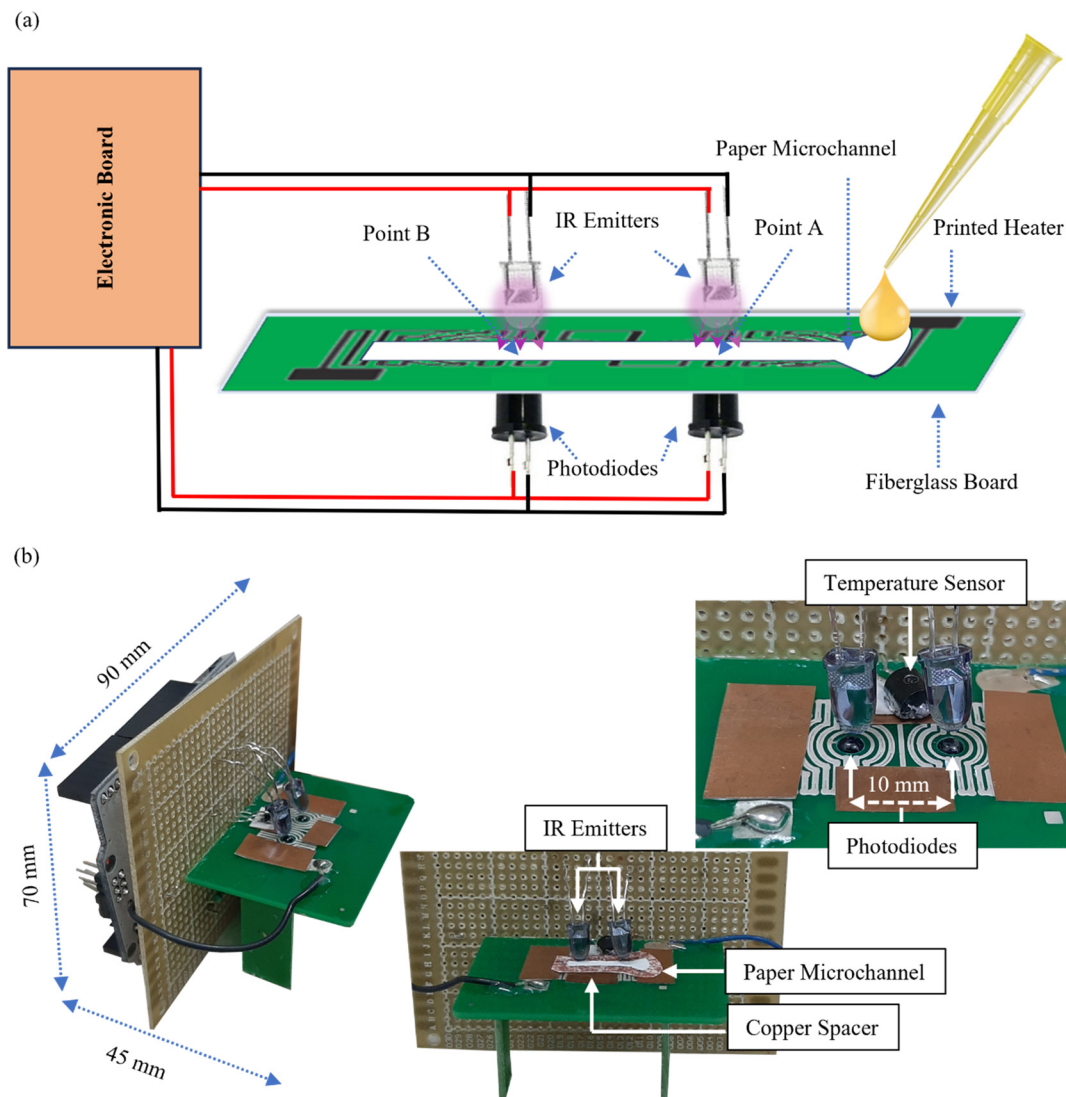 (a)
Electronic Board
Paper Microchannel
Point B
IR Emitters
Point A
Printed Heater
Photodiodes
Fiberglass Board
(b)
Temperature Sensor
90 mm
10 mm
Photodiodes
IR Emitters
70 mm
Paper Microchannel
Copper Spacer
45 mm